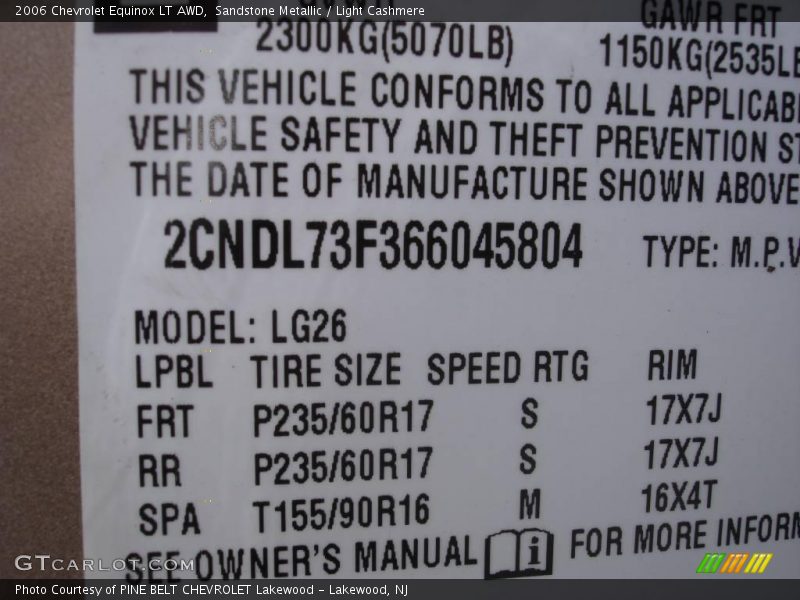 2006 Chevrolet Equinox LT AWD, Sandstone Metallic / Light Cashmere
GAWR FRT
2300KG(5070LB)
1150KG(2535LB
THIS VEHICLE CONFORMS TO ALL APPLICABL
VEHICLE SAFETY AND THEFT PREVENTION ST
THE DATE OF MANUFACTURE SHOWN ABOVE
2CNDL73F366045804 TYPE: M.P.V
MODEL: LG26
LPBL TIRE SIZE SPEED RTG RIM
FRT P235/60R17 S 17X7J
RR P235/60R17 S 17X7J
SPA T155/90R16 M 16X4T
SEE OWNER'S MANUAL i FOR MORE INFORM
GTcarlot.com
Photo Courtesy of PINE BELT CHEVROLET Lakewood - Lakewood, NJ